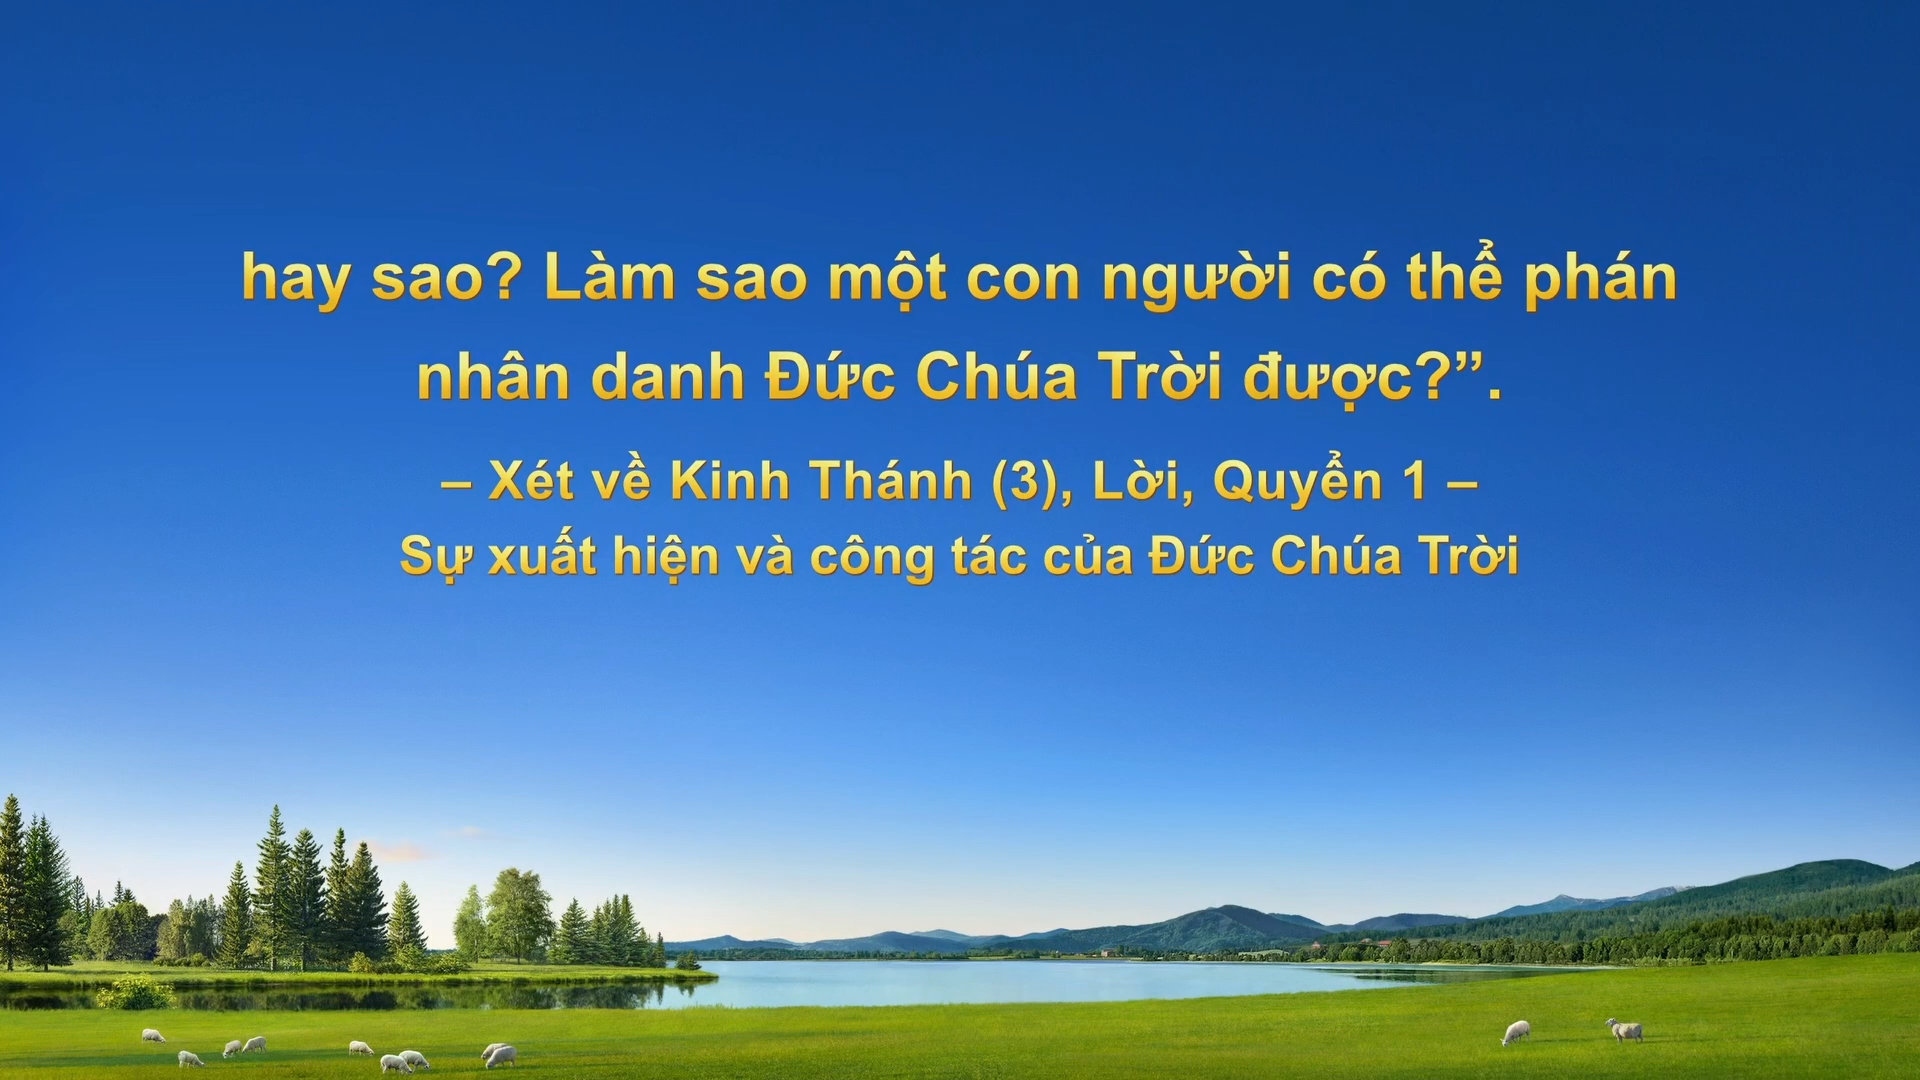 hay sao? Làm sao một con người có thể phán
nhân danh Đức Chúa Trời được?”.
– Xét về Kinh Thánh (3), Lời, Quyển 1 –
Sự xuất hiện và công tác của Đức Chúa Trời